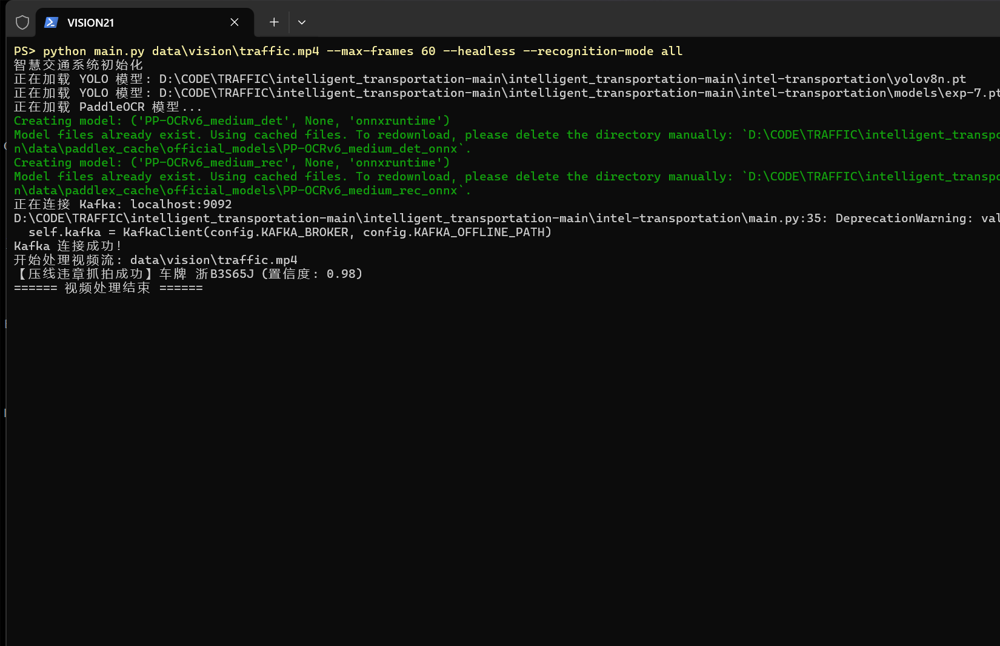 VISION21
PS> python main.py data\vision\traffic.mp4 --max-frames 60 --headless --recognition-mode all
智慧交通系统初始化
正在加载 YOLO 模型: D:\CODE\TRAFFIC\intelligent_transportation-main\intelligent_transportation-main\intel-transportation\yolov8n.pt
正在加载 YOLO 模型: D:\CODE\TRAFFIC\intelligent_transportation-main\intelligent_transportation-main\intel-transportation\models\exp-7.pt
正在加载 PaddleOCR 模型...
Creating model: ('PP-OCRv6_medium_det', None, 'onnxruntime')
Model files already exist. Using cached files. To redownload, please delete the directory manually: `D:\CODE\TRAFFIC\intelligent_transpo
n\data\paddlex_cache\official_models\PP-OCRv6_medium_det_onnx`.
Creating model: ('PP-OCRv6_medium_rec', None, 'onnxruntime')
Model files already exist. Using cached files. To redownload, please delete the directory manually: `D:\CODE\TRAFFIC\intelligent_transpo
n\data\paddlex_cache\official_models\PP-OCRv6_medium_rec_onnx`.
正在连接 Kafka: localhost:9092
D:\CODE\TRAFFIC\intelligent_transportation-main\intelligent_transportation-main\intel-transportation\main.py:35: DeprecationWarning: val
self.kafka = KafkaClient(config.KAFKA_BROKER, config.KAFKA_OFFLINE_PATH)
Kafka 连接成功!
开始处理视频流: data\vision\traffic.mp4
【压线违章抓拍成功】车牌 浙B3S65J (置信度: 0.98)
====== 视频处理结束 ======